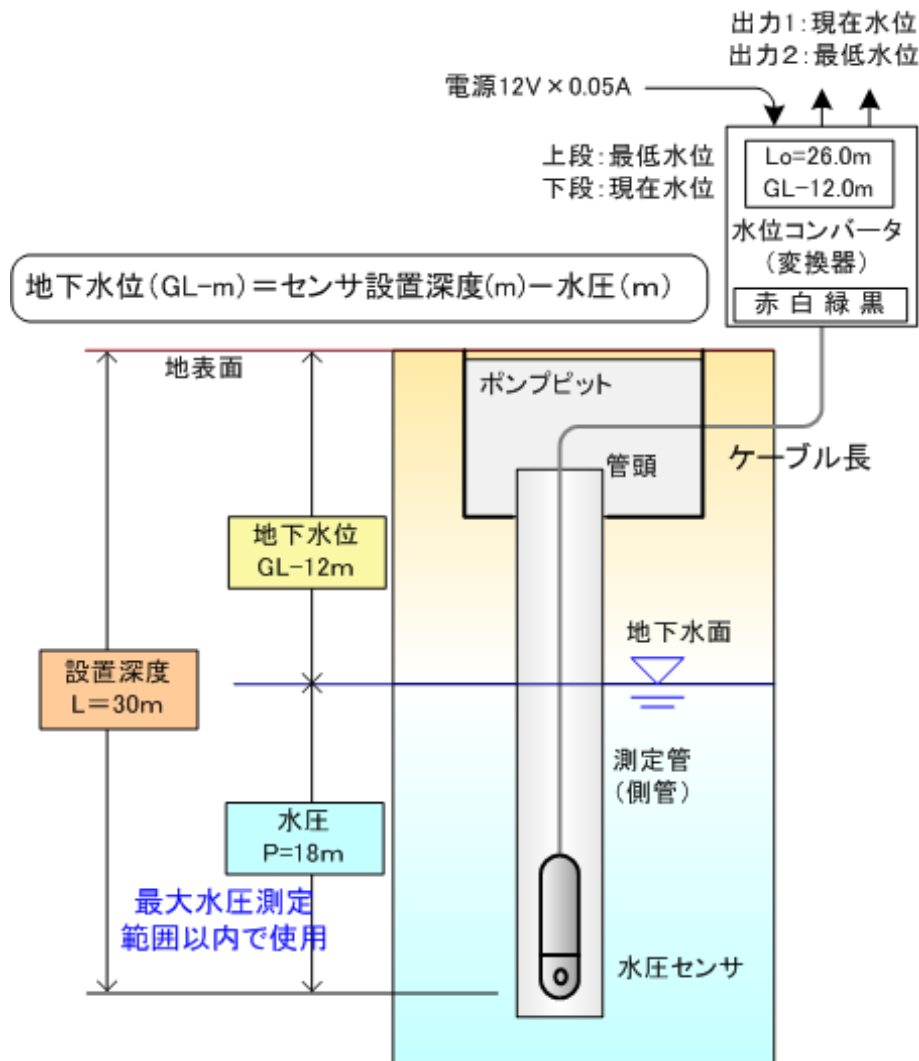 出力1:現在水位
出力2:最低水位
電源12V×0.05A
上段:最低水位
下段:現在水位
Lo=26.0m
GL-12.0m
水位コンバータ
(変換器)
赤 白 緑 黒
地下水位(GL-m)=センサ設置深度(m)-水圧(m)
地表面
ポンプピット
管頭
ケーブル長
地下水位
GL-12m
地下水面
設置深度
L=30m
測定管
(側管)
水圧
P=18m
最大水圧測定
範囲以内で使用
水圧センサ